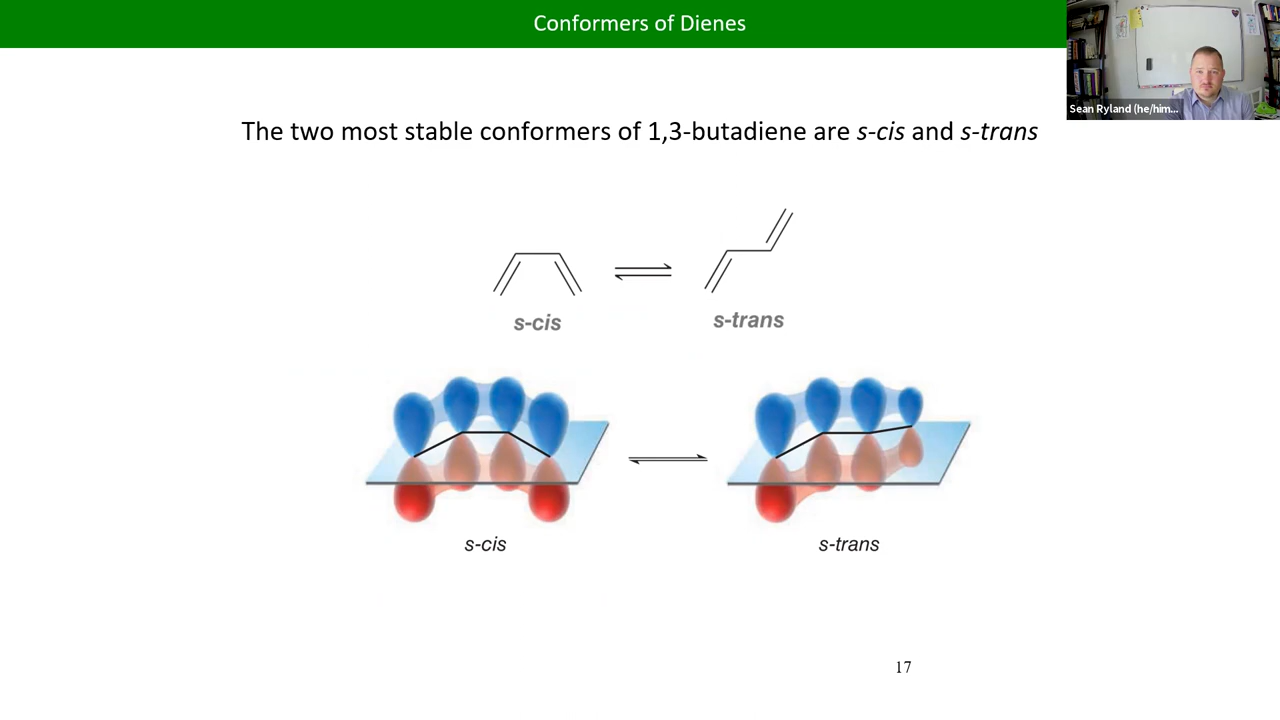 Conformers of Dienes
Sean Ryland (he/him...
The two most stable conformers of 1,3-butadiene are s-cis and s-trans
s-cis
s-trans
s-cis
s-trans
17